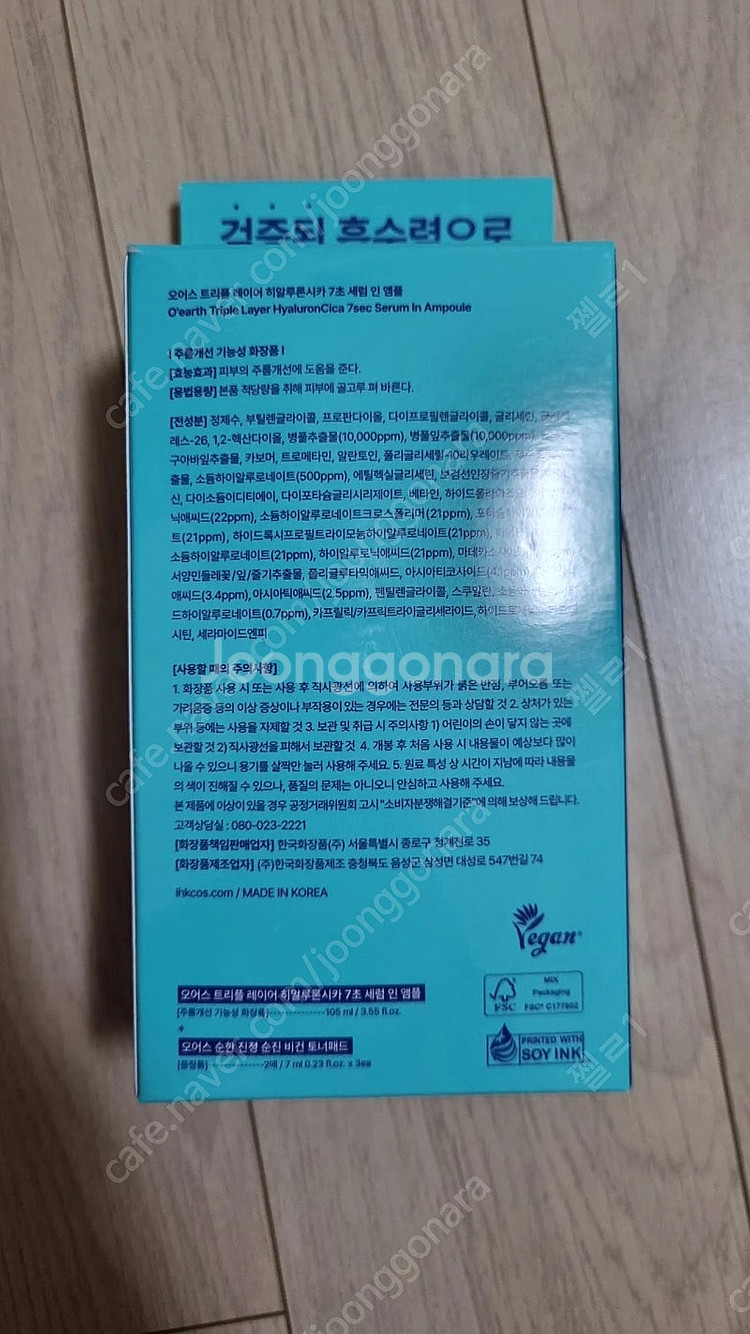 검증된 흡수력으로
오어스 트리플 레이어 히알루론시카 7초 세럼 인 앰플
O'earth Triple Layer HyaluronCica 7sec Serum In Ampoule
I 주름개선 기능성 화장품 I
[효능효과] 피부의 주름개선에 도움을 준다.
[용법용량] 본품 적당량을 취해 피부에 골고루 펴 바른다.
[전성분] 정제수, 부틸렌글라이콜, 프로판다이올, 다이프로필렌글라이콜, 글리세린,
레스-26, 1,2-헥산다이올, 병풀추출물(10,000ppm), 병풀잎추출물(10,000ppm),
구아바잎추출물, 카보머, 트로메타민, 알란토인, 폴리글리세릴-10라우레이트,
출물, 소듐하이알루로네이트(500ppm), 에틸헥실글리세린,
신, 다이소듐이디티에이, 다이포타슘글리시리제이트, 베타인,
닉애씨드(22ppm), 소듐하이알루로네이트크로스폴리머(21ppm),
트(21ppm), 하이드록시프로필트라이모늄하이알루로네이트(21ppm),
소듐하이알루로네이트(21ppm), 하이알루로닉애씨드(21ppm),
서양민들레꽃/잎/줄기추출물, 폴리글루타믹애씨드, 아시아티코사이드
애씨드(3.4ppm), 아시아틱애씨드(2.5ppm), 펜틸렌글라이콜, 스쿠알란,
드하이알루로네이트(0.7ppm), 카프릴릭/카프릭트라이글리세라이드,
시틴, 세라마이드엔피
[사용할 때의 주의사항]
1. 화장품 사용 시 또는 사용 후 직사광선에 의하여 사용부위가 붉은 반점, 부어오름 또는
가려움증 등의 이상 증상이나 부작용이 있는 경우에는 전문의 등과 상담할 것 2. 상처가 있는
부위 등에는 사용을 자제할 것 3. 보관 및 취급 시 주의사항 1) 어린이의 손이 닿지 않는 곳에
보관할 것 2) 직사광선을 피해서 보관할 것 4. 개봉 후 처음 사용 시 내용물이 예상보다 많이
나올 수 있으니 용기를 살짝만 눌러 사용해 주세요. 5. 원료 특성 상 시간이 지남에 따라 내용물
의 색이 진해질 수 있으나, 품질의 문제는 아니오니 안심하고 사용해 주세요.
본 제품에 이상이 있을 경우 공정거래위원회 고시 "소비자분쟁해결기준"에 의해 보상해 드립니다.
고객상담실 : 080-023-2221
[화장품책임판매업자] 한국화장품(주) 서울특별시 종로구 청계천로 35
[화장품제조업자] (주)한국화장품제조 충청북도 음성군 삼성면 대성로 547번길 74
ihkcos.com / MADE IN KOREA
Vegan
오어스 트리플 레이어 히알루론시카 7초 세럼 인 앰플
[주름개선 기능성 화장품]---------------105 ml / 3.55 fl.oz.
+
오어스 순한 진정 순진 비건 토너패드
[증정품]---------------2매 / 7 ml 0.23 fl.oz. x 3ea
FSC
MIX
Packaging
FSC® C177602
PRINTED WITH
SOY INK
Joonggonara
cafe.naver.com/joonggonara
cafe.naver.com/joonggonara
cafe.naver.com/joonggonara
쩰로1
쩰로1
쩰로1